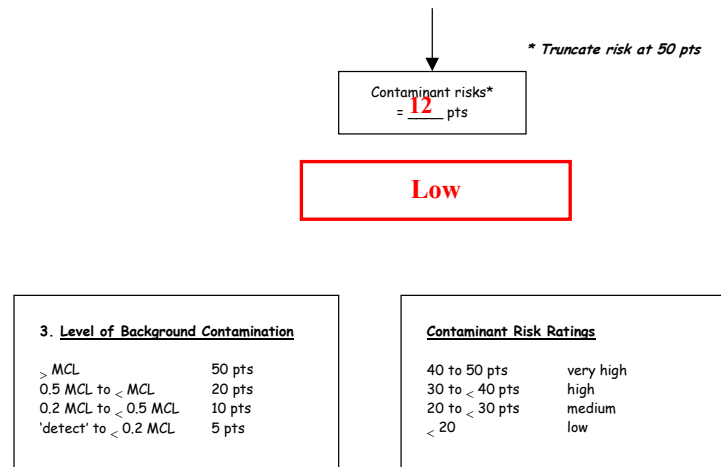 * Truncate risk at 50 pts
Contaminant risks*
= 12 pts
Low
3. Level of Background Contamination
> MCL 50 pts
0.5 MCL to < MCL 20 pts
0.2 MCL to < 0.5 MCL 10 pts
‘detect’ to < 0.2 MCL 5 pts
Contaminant Risk Ratings
40 to 50 pts very high
30 to < 40 pts high
20 to < 30 pts medium
< 20 low